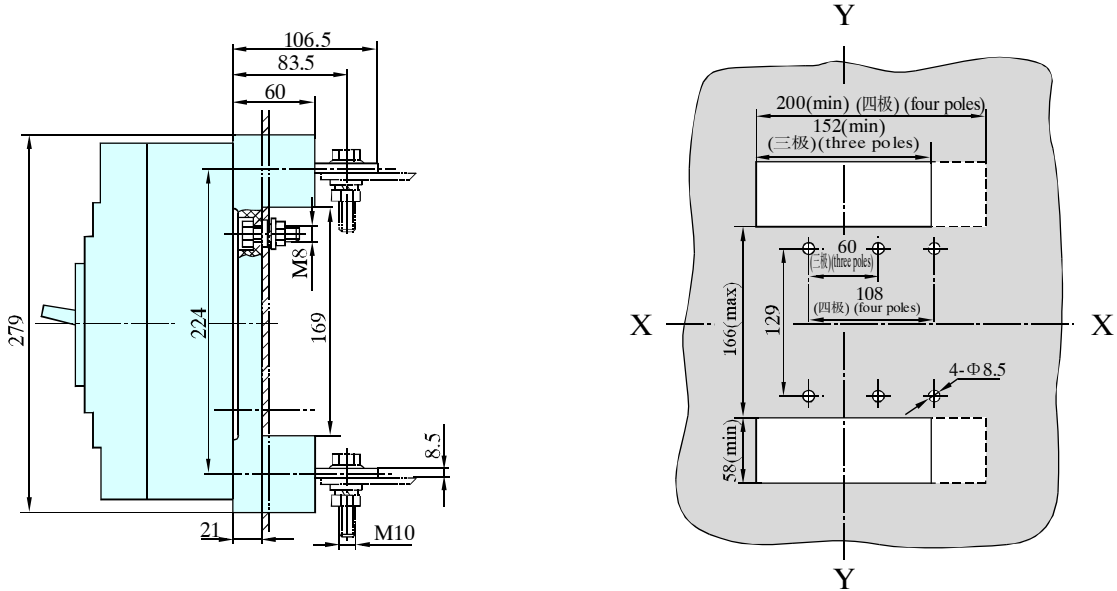 106.5
83.5
60
279
224
169
M8
8.5
21
M10
Y
200(min) (四极) (four poles)
152(min)
(三极) (three poles)
60
(三极)(three poles)
108
(四极) (four poles)
129
166(max)
X
X
4-Φ8.5
58(min)
Y